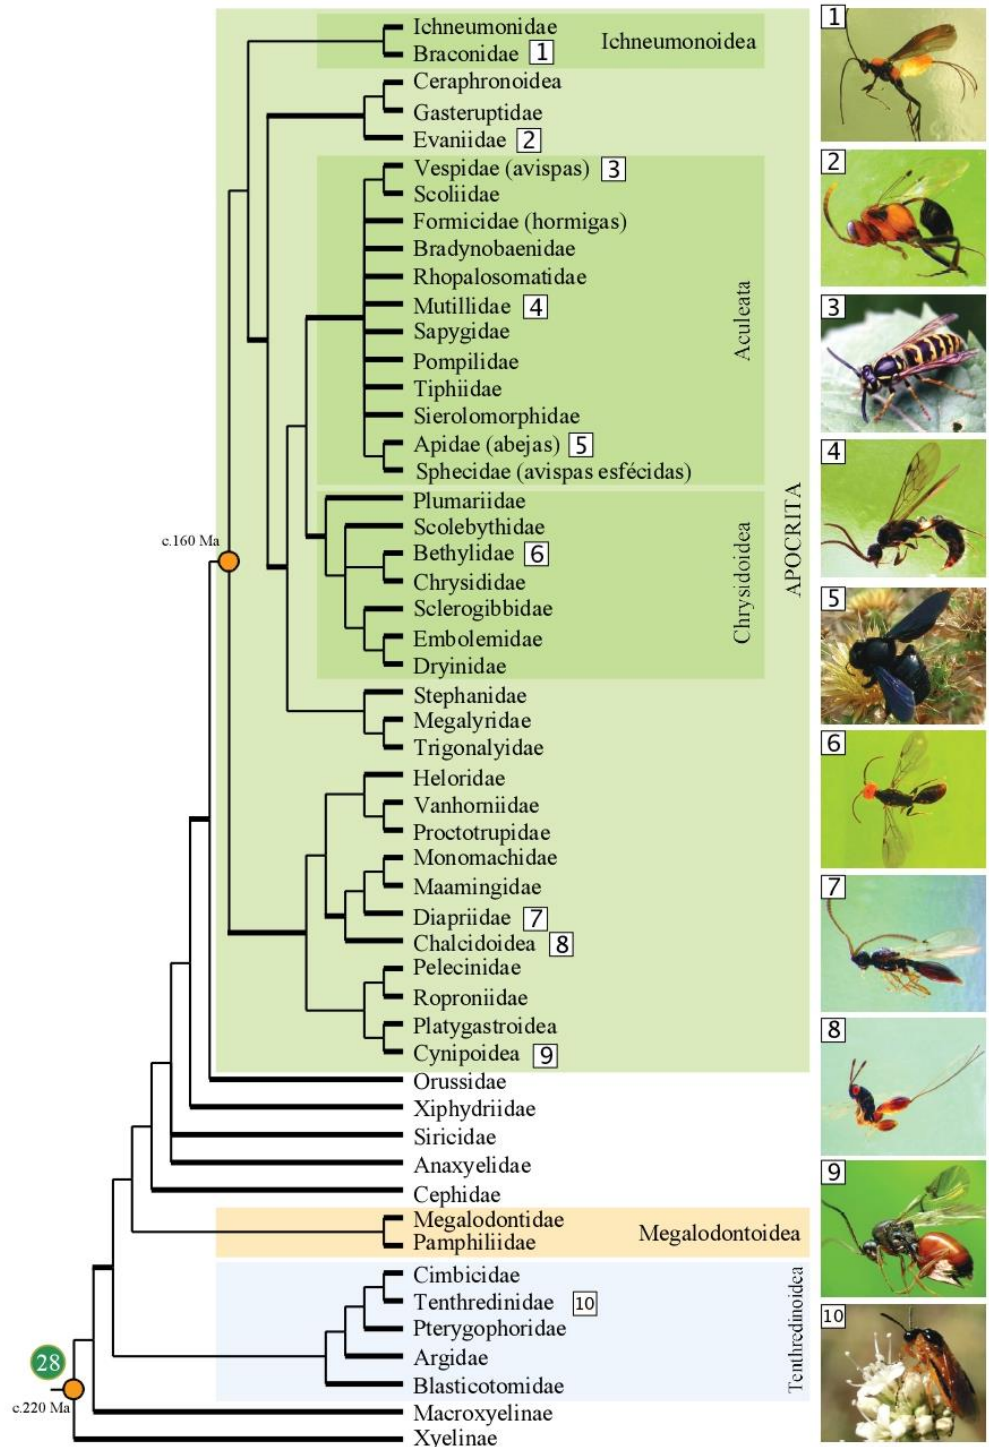 Ichneumonidae
Braconidae 1
Ichneumonoidea
Ceraphronoidea
Gasteruptidae
Evaniidae 2
Vespidae (avispas) 3
Scoliidae
Formicidae (hormigas)
Bradynobaenidae
Rhopalosomatidae
Mutillidae 4
Sapygidae
Pompilidae
Tiphiidae
Sierolomorphidae
Apidae (abejas) 5
Sphecidae (avispas esfécidas)
Aculeata
Plumariidae
Scolebythidae
Bethylidae 6
Chrysididae
Sclerogibbidae
Embolemidae
Dryinidae
Chrysidoidea
APOCRITA
c.160 Ma
Stephanidae
Megalyridae
Trigonalyidae
Heloridae
Vanhorniidae
Proctotrupidae
Monomachidae
Maamingidae
Diapriidae 7
Chalcidoidea 8
Pelecinidae
Roproniidae
Platygastroidea
Cynipoidea 9
Orussidae
Xiphydriidae
Siricidae
Anaxyelidae
Cephidae
Megalodontidae
Pamphiliidae
Megalodontoidea
Cimbicidae
Tenthredinidae 10
Pterygophoridae
Argidae
Blasticotomidae
Tenthredinoidea
28
c.220 Ma
Macroxyelinae
Xyelinae
1
2
3
4
5
6
7
8
9
10